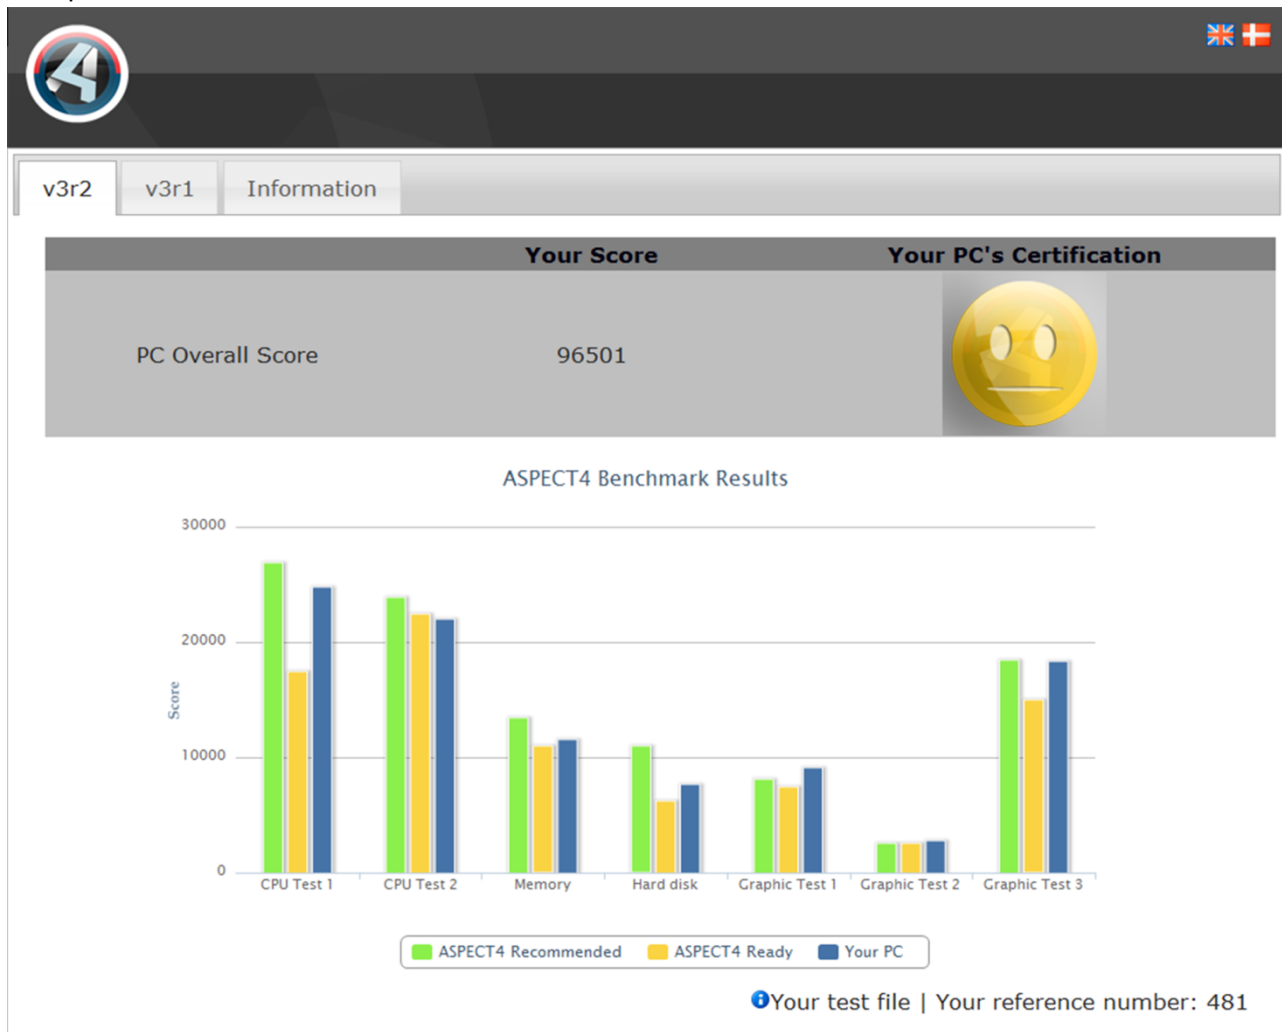 v3r2 v3r1 Information
Your Score Your PC's Certification
PC Overall Score 96501
ASPECT4 Benchmark Results
30000
20000
Score
10000
0
CPU Test 1 CPU Test 2 Memory Hard disk Graphic Test 1 Graphic Test 2 Graphic Test 3
ASPECT4 Recommended ASPECT4 Ready Your PC
Your test file | Your reference number: 481